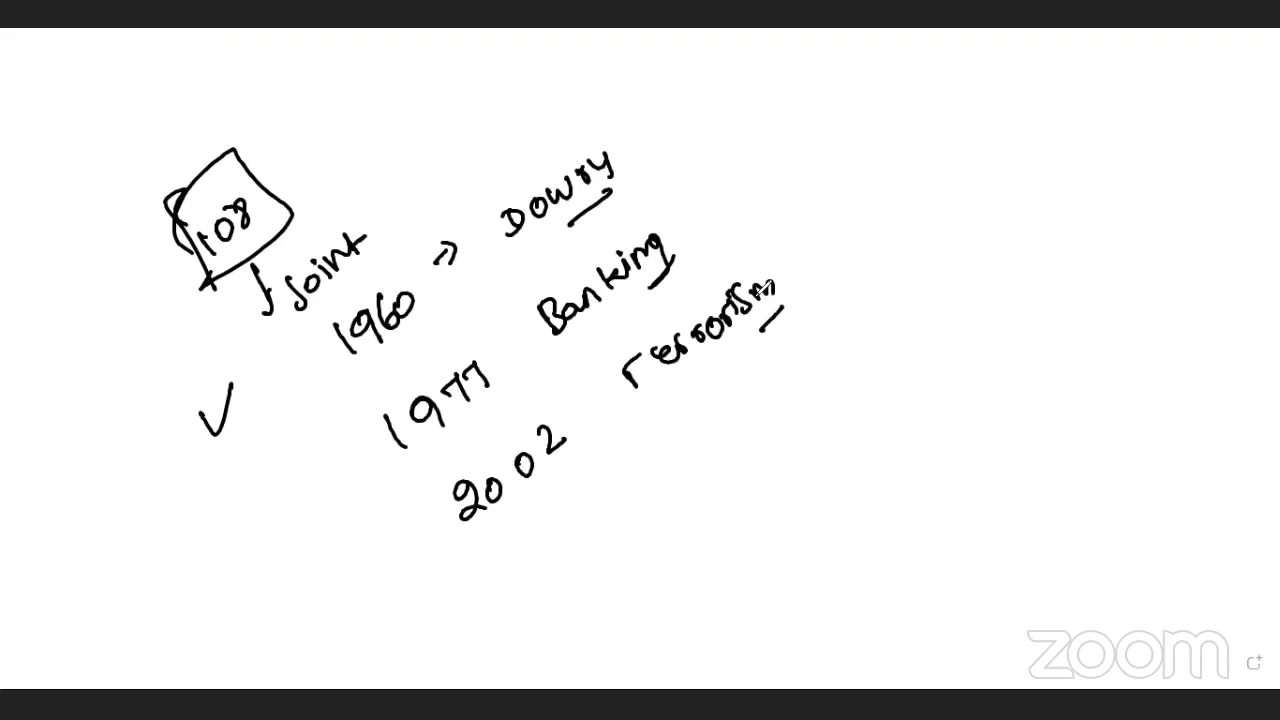 108
Joint
1960 => Dowry
1977 Banking
2002 Terrorism
zoom